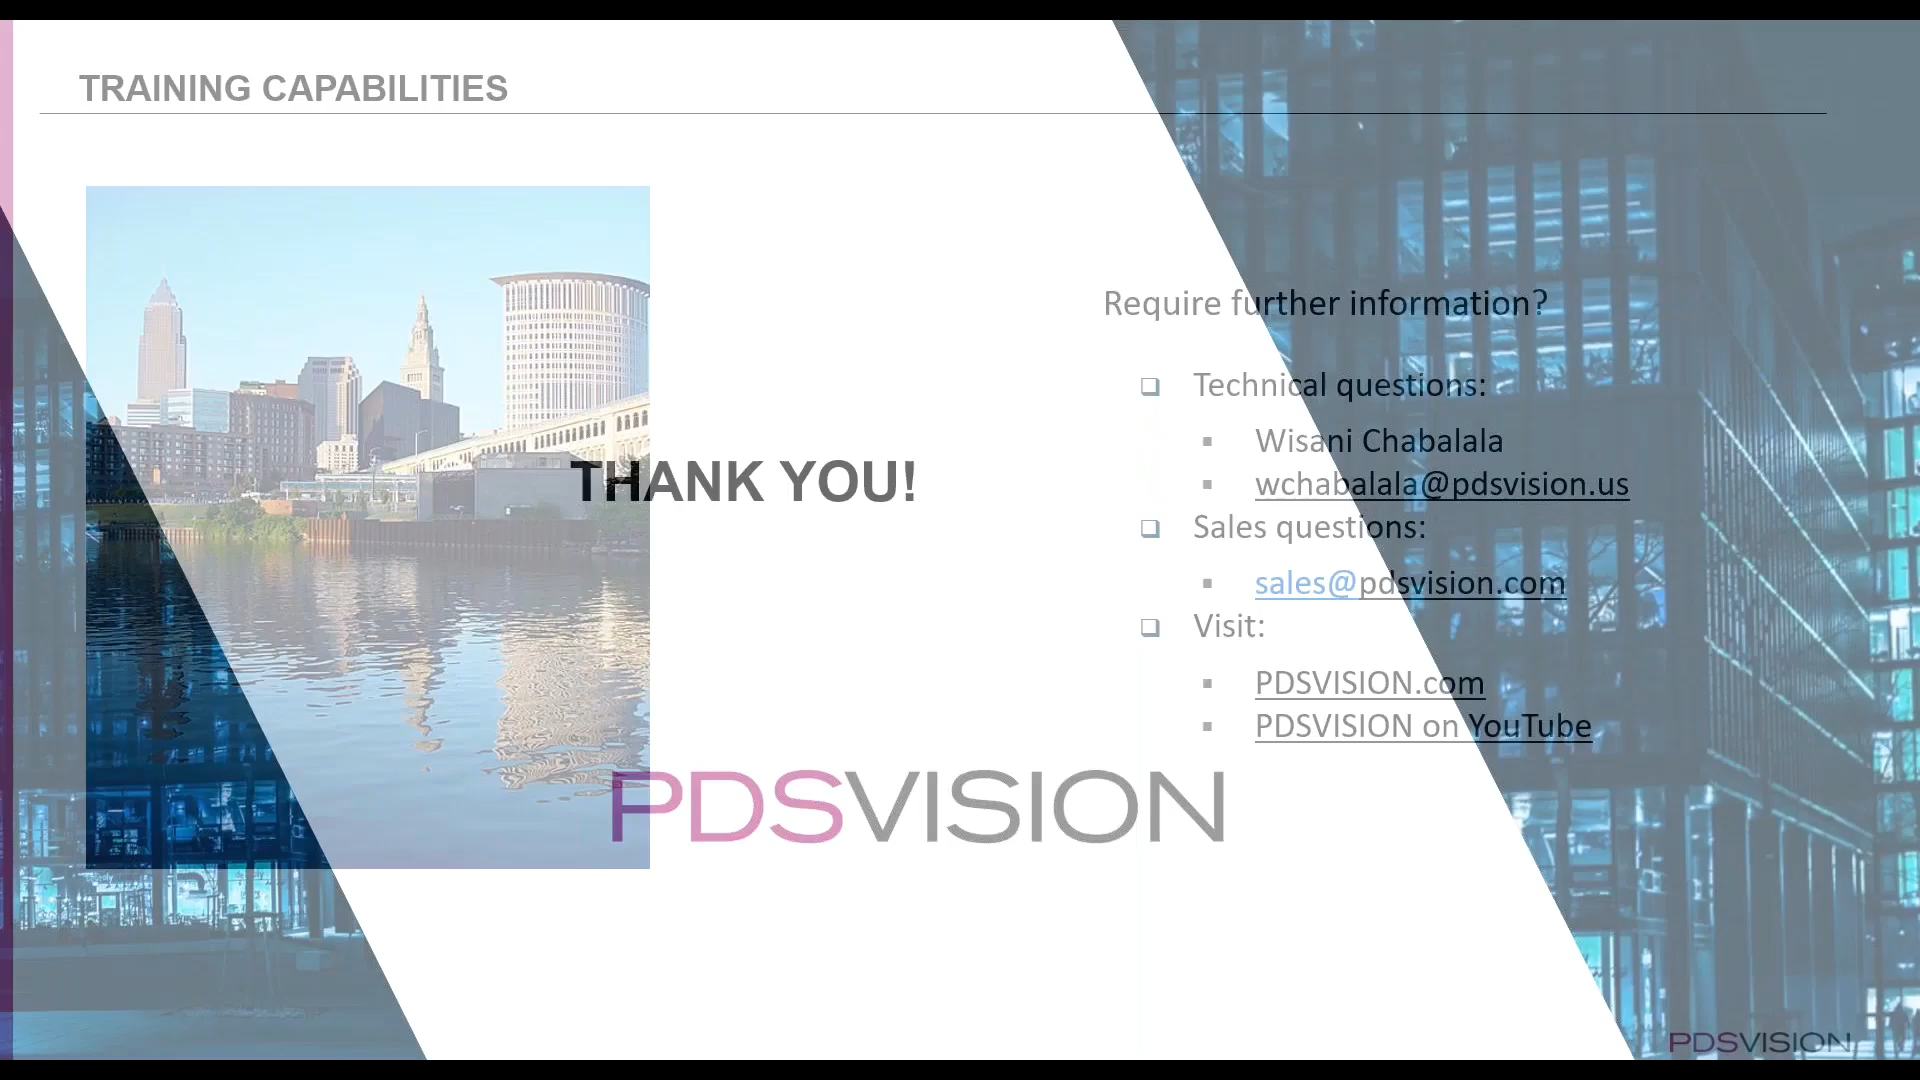 TRAINING CAPABILITIES
THANK YOU!
Require further information?
Technical questions:
Wisani Chabalala
wchabalala@pdsvision.us
Sales questions:
sales@pdsvision.com
Visit:
PDSVISION.com
PDSVISION on YouTube
PDSVISION
PDSVISION